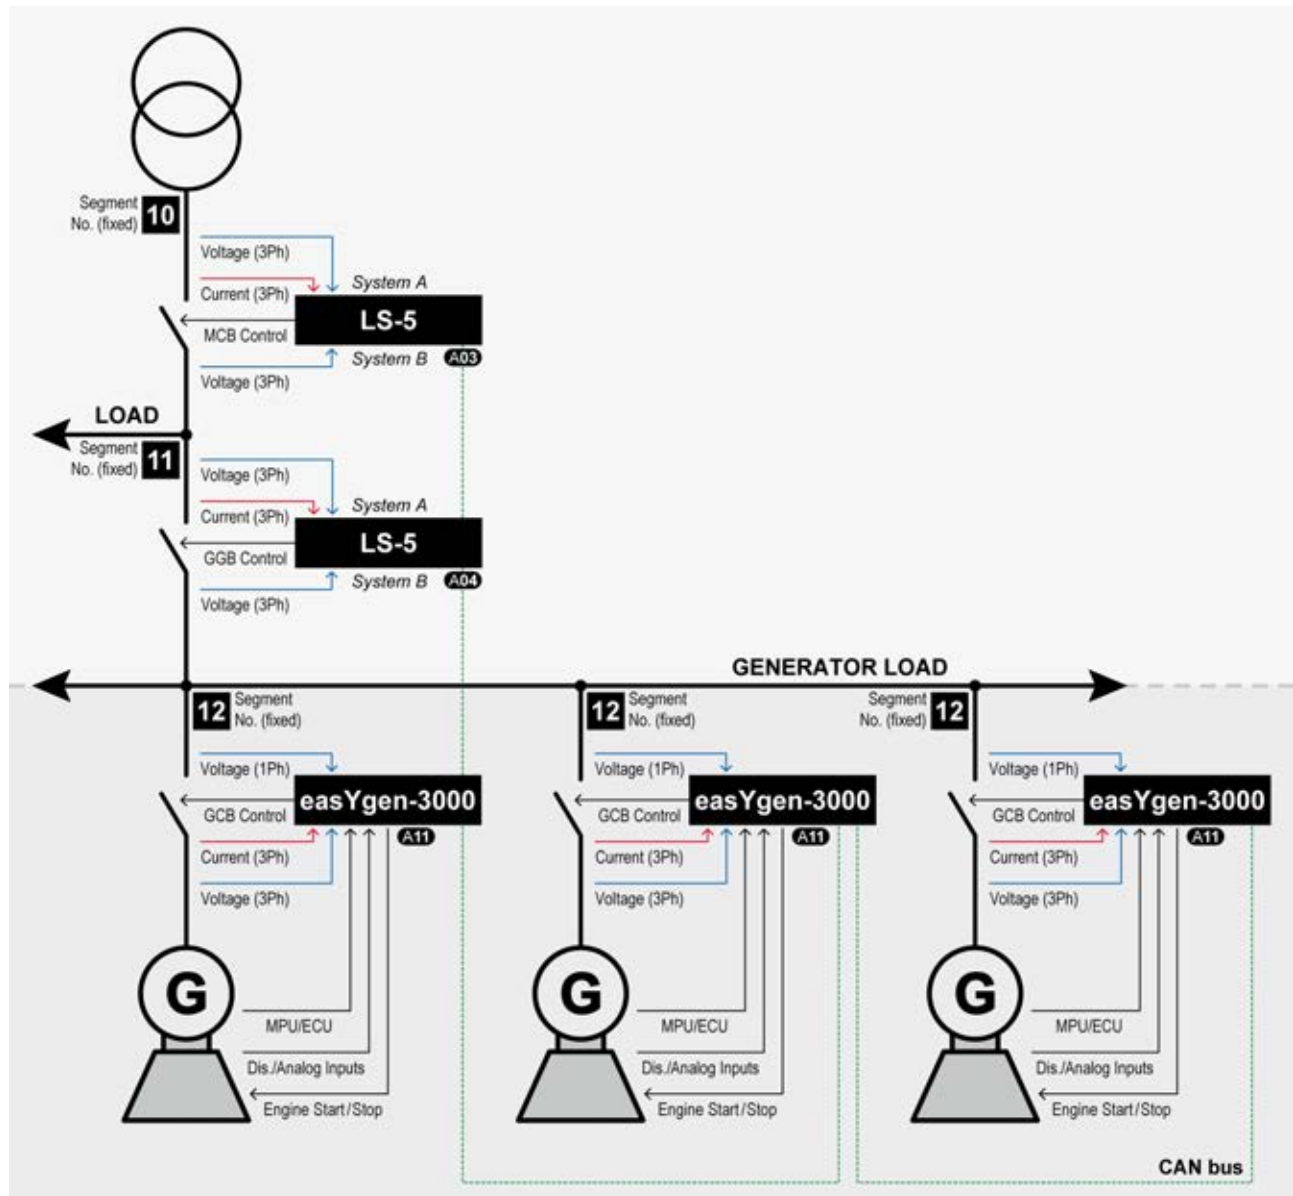 Segment
No. (fixed)
10
Voltage (3Ph)
Current (3Ph)
System A
LS-5
MCB Control
System B
A03
Voltage (3Ph)
LOAD
Segment
No. (fixed)
11
Voltage (3Ph)
Current (3Ph)
System A
LS-5
GGB Control
System B
A04
Voltage (3Ph)
GENERATOR LOAD
12
Segment
No. (fixed)
12
Segment
No. (fixed)
Segment
No. (fixed)
12
Voltage (1Ph)
easYgen-3000
GCB Control
A11
Current (3Ph)
Voltage (3Ph)
G
MPU/ECU
Dis./Analog Inputs
Engine Start/Stop
Voltage (1Ph)
easYgen-3000
GCB Control
A11
Current (3Ph)
Voltage (3Ph)
G
MPU/ECU
Dis./Analog Inputs
Engine Start/Stop
Voltage (1Ph)
easYgen-3000
GCB Control
A11
Current (3Ph)
Voltage (3Ph)
G
MPU/ECU
Dis./Analog Inputs
Engine Start/Stop
CAN bus